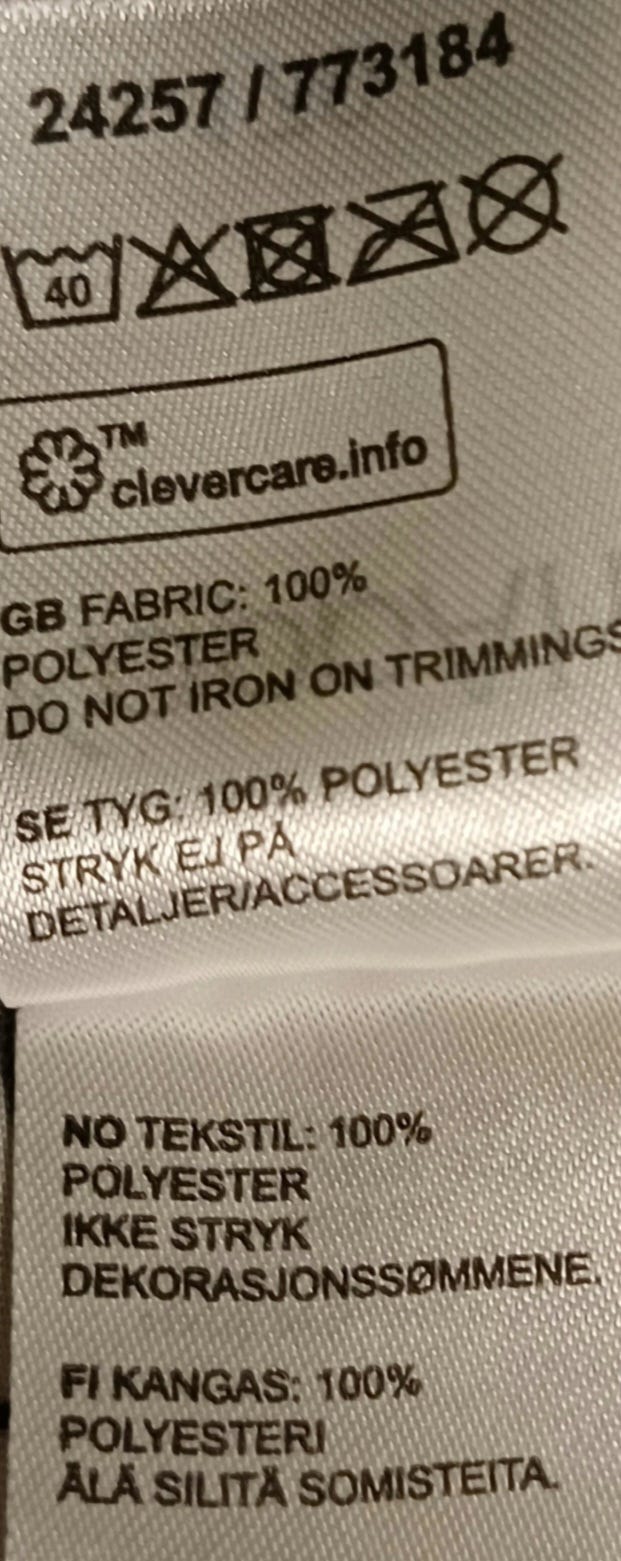 24257 / 773184
40
TM
clevercare.info
GB FABRIC: 100%
POLYESTER
DO NOT IRON ON TRIMMINGS
SE TYG: 100% POLYESTER
STRYK EJ PÅ
DETALJER/ACCESSOARER.
NO TEKSTIL: 100%
POLYESTER
IKKE STRYK
DEKORASJONSSØMMENE.
FI KANGAS: 100%
POLYESTERI
ÄLÄ SILITÄ SOMISTEITA.